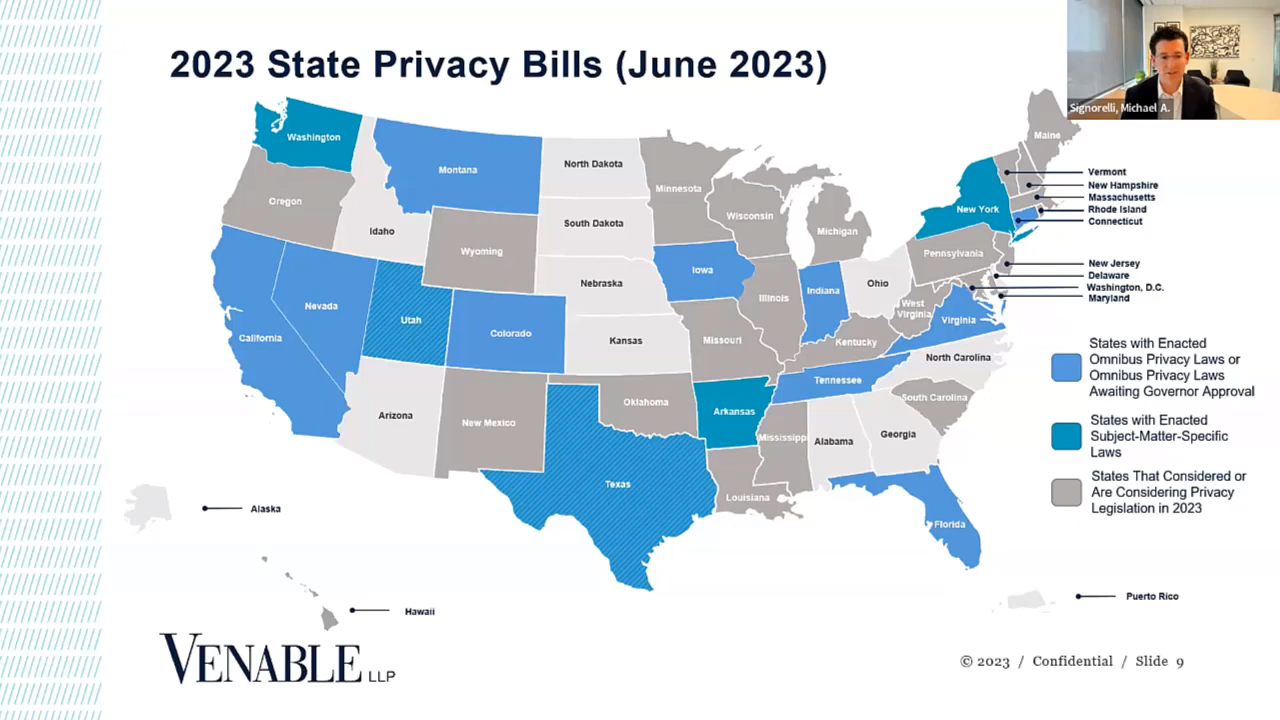 2023 State Privacy Bills (June 2023)
Signorelli, Michael A.
Washington
Montana
North Dakota
Minnesota
Maine
Oregon
Idaho
South Dakota
Wisconsin
Michigan
New York
Vermont
New Hampshire
Massachusetts
Rhode Island
Connecticut
Wyoming
Nebraska
Iowa
Illinois
Indiana
Ohio
Pennsylvania
New Jersey
Delaware
Washington, D.C.
Maryland
California
Nevada
Utah
Colorado
Kansas
Missouri
Kentucky
West
Virginia
Virginia
Arizona
New Mexico
Oklahoma
Arkansas
Tennessee
North Carolina
South Carolina
Texas
Louisiana
Mississipp
Alabama
Georgia
Florida
Alaska
Hawaii
Puerto Rico
States with Enacted
Omnibus Privacy Laws or
Omnibus Privacy Laws
Awaiting Governor Approval
States with Enacted
Subject-Matter-Specific
Laws
States That Considered or
Are Considering Privacy
Legislation in 2023
VENABLE LLP
© 2023 / Confidential / Slide 9